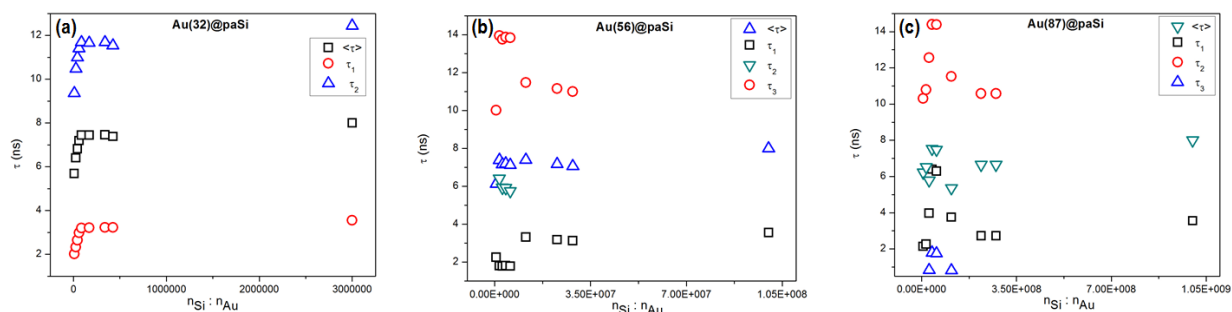 (a)
Au(32)@paSi
<τ>
τ1
τ2
12
10
8
6
4
2
τ (ns)
0
1000000
2000000
3000000
nSi : nAu
(b)
Au(56)@paSi
<τ>
τ1
τ2
τ3
14
12
10
8
6
4
2
0
τ (ns)
0.00E+000
3.50E+007
7.00E+007
1.05E+008
nSi : nAu
(c)
Au(87)@paSi
<τ>
τ1
τ2
τ3
14
12
10
8
6
4
2
τ (ns)
0.00E+000
3.50E+008
7.00E+008
1.05E+009
nSi : nAu